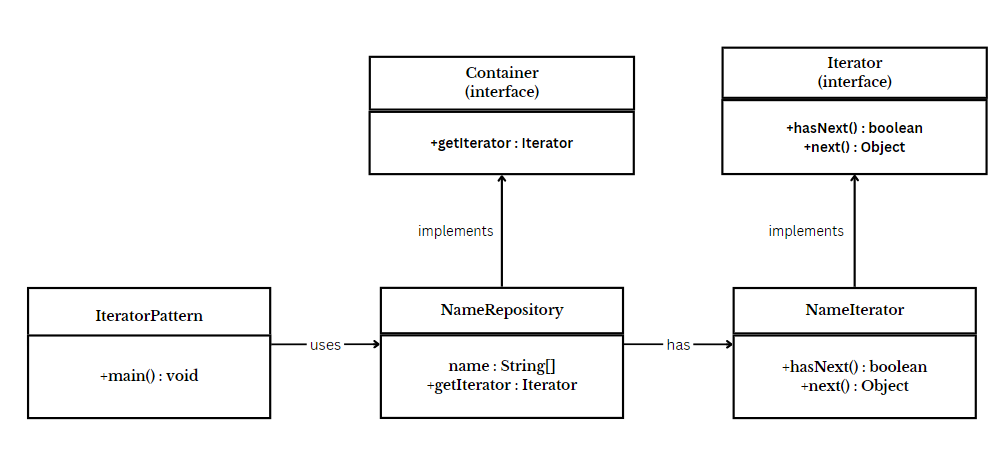 Container
(interface)
+getIterator : Iterator
Iterator
(interface)
+hasNext() : boolean
+next() : Object
implements
implements
IteratorPattern
+main() : void
uses
NameRepository
name : String[]
+getIterator : Iterator
has
NameIterator
+hasNext() : boolean
+next() : Object